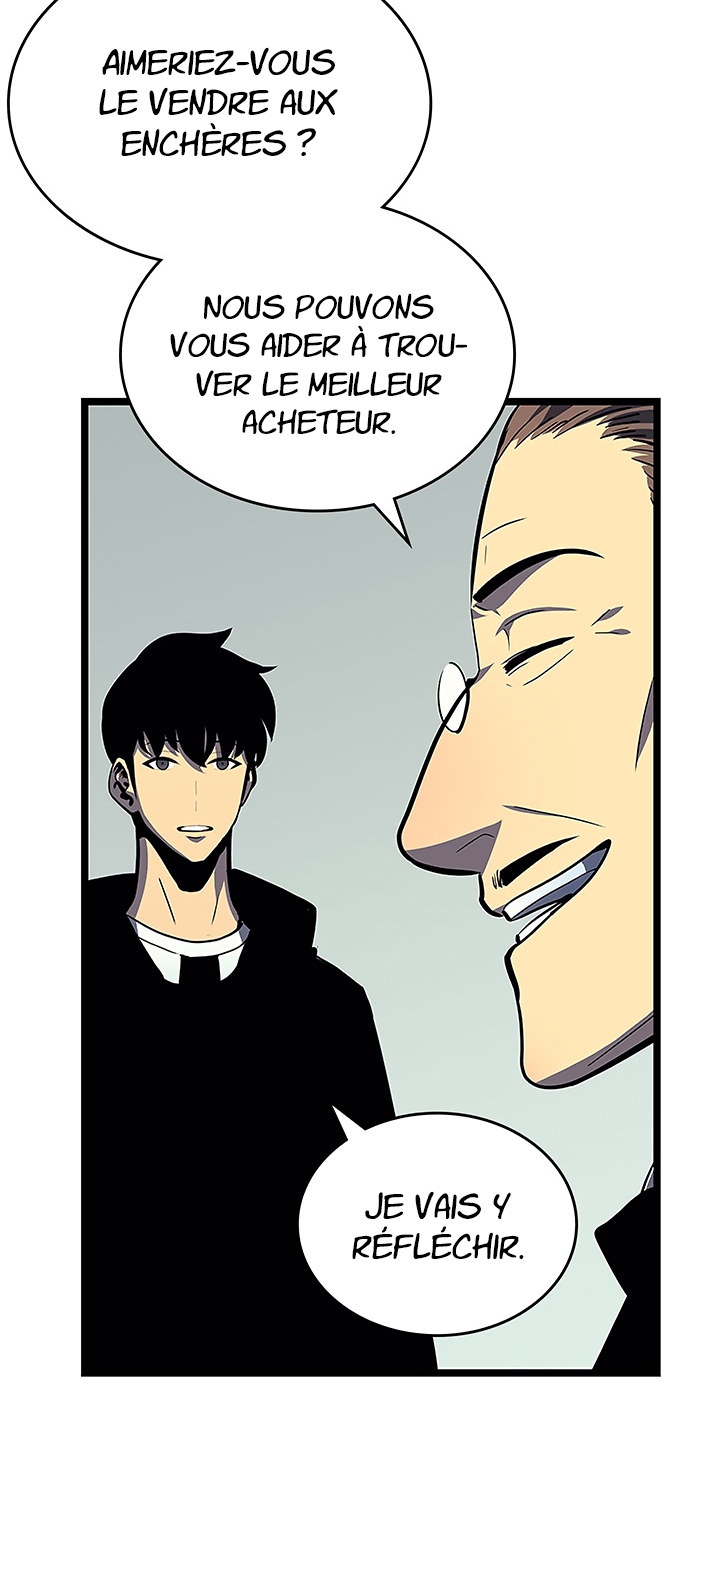 AIMERIEZ-VOUS
LE VENDRE AUX
ENCHÈRES ?
NOUS POUVONS
VOUS AIDER À TROU-
VER LE MEILLEUR
ACHETEUR.
JE VAIS Y
RÉFLÉCHIR.